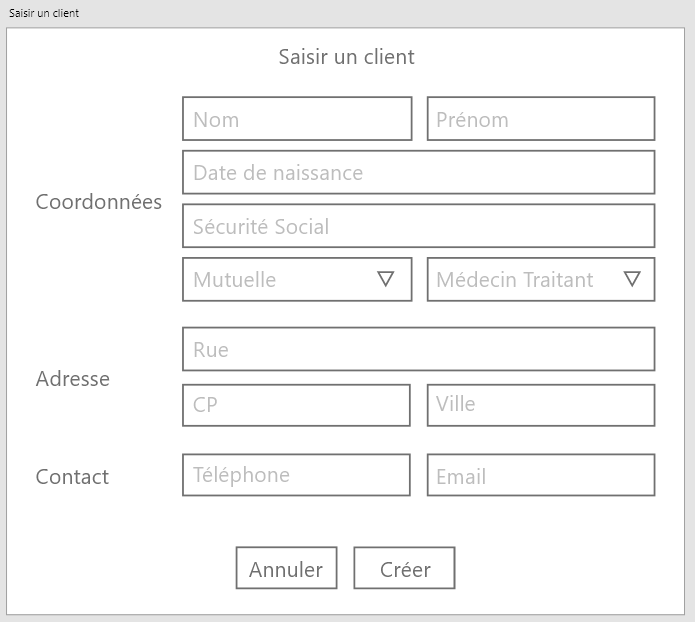 Saisir un client
Saisir un client
Nom Prénom
Date de naissance
Coordonnées
Sécurité Social
Mutuelle Médecin Traitant
Rue
Adresse
CP Ville
Contact Téléphone Email
Annuler Créer